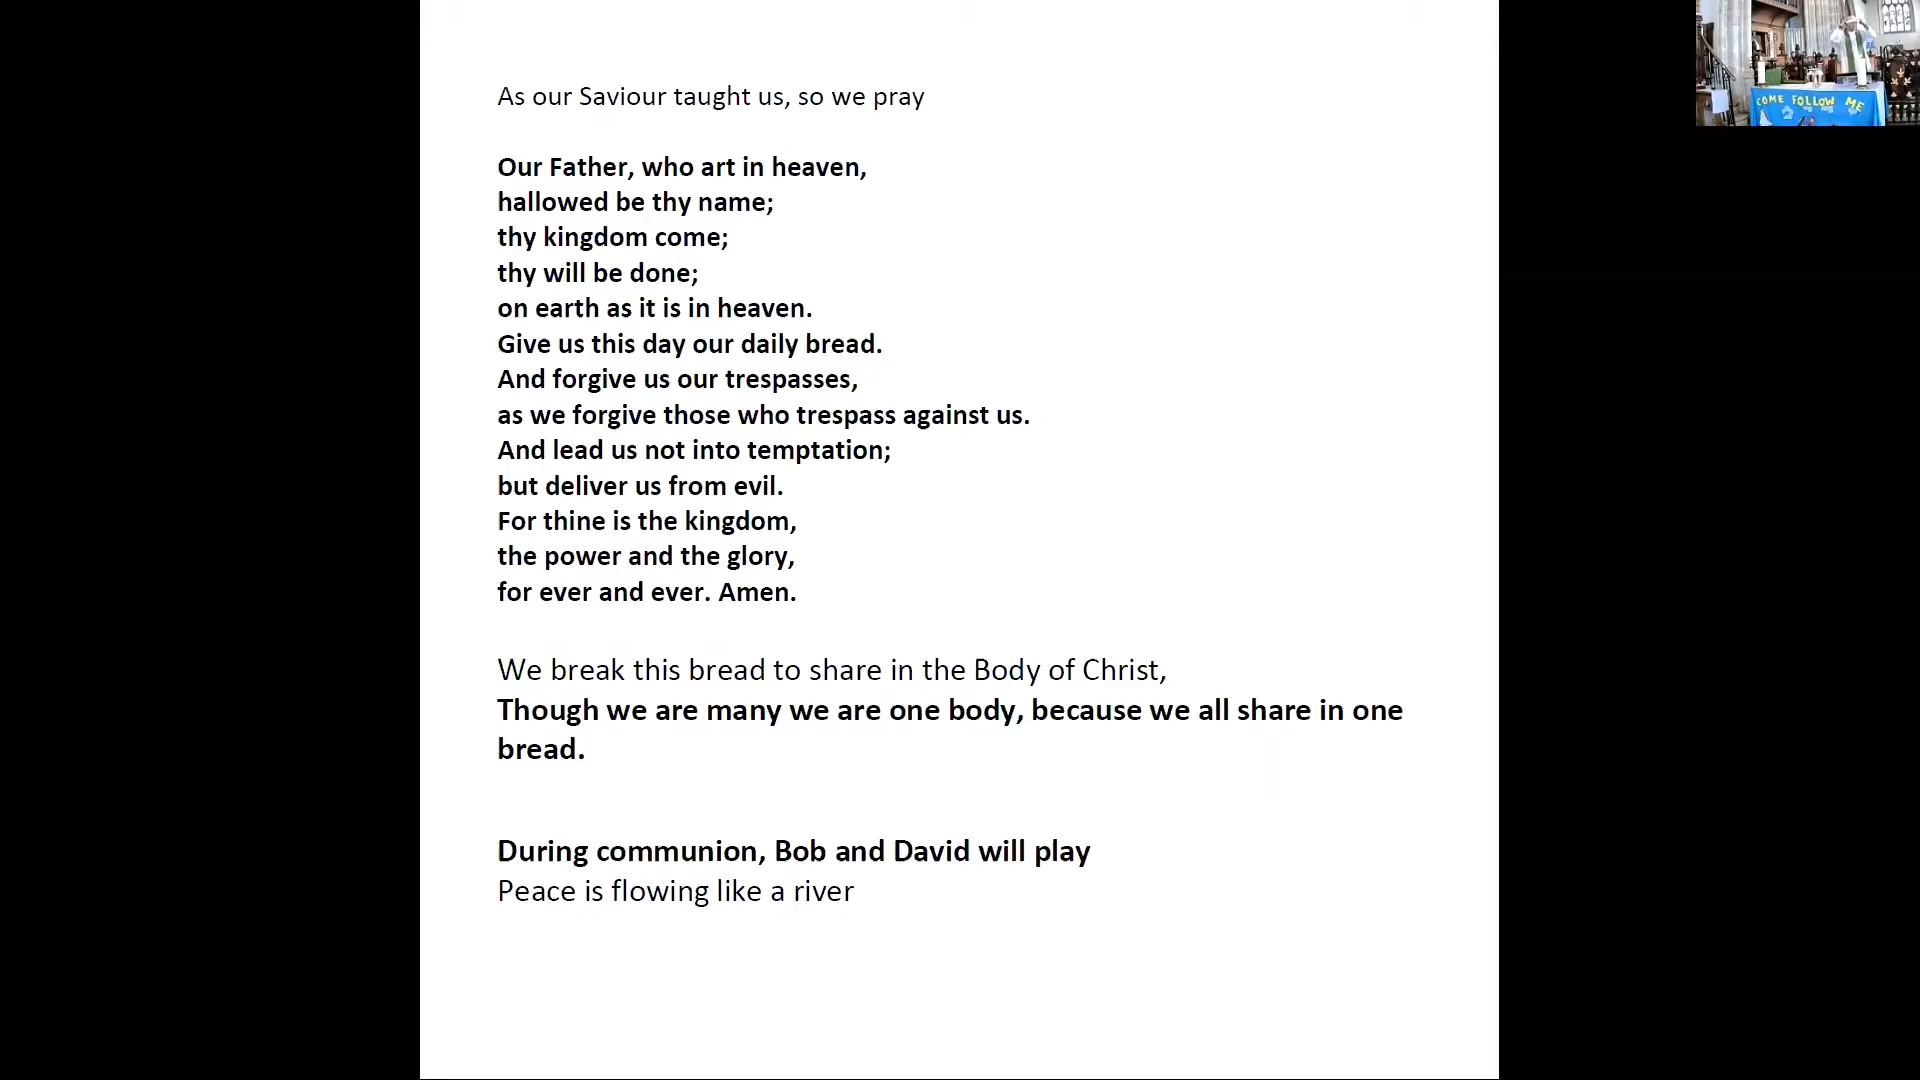 As our Saviour taught us, so we pray
Our Father, who art in heaven,
hallowed be thy name;
thy kingdom come;
thy will be done;
on earth as it is in heaven.
Give us this day our daily bread.
And forgive us our trespasses,
as we forgive those who trespass against us.
And lead us not into temptation;
but deliver us from evil.
For thine is the kingdom,
the power and the glory,
for ever and ever. Amen.
We break this bread to share in the Body of Christ,
Though we are many we are one body, because we all share in one
bread.
During communion, Bob and David will play
Peace is flowing like a river
COME FOLLOW ME